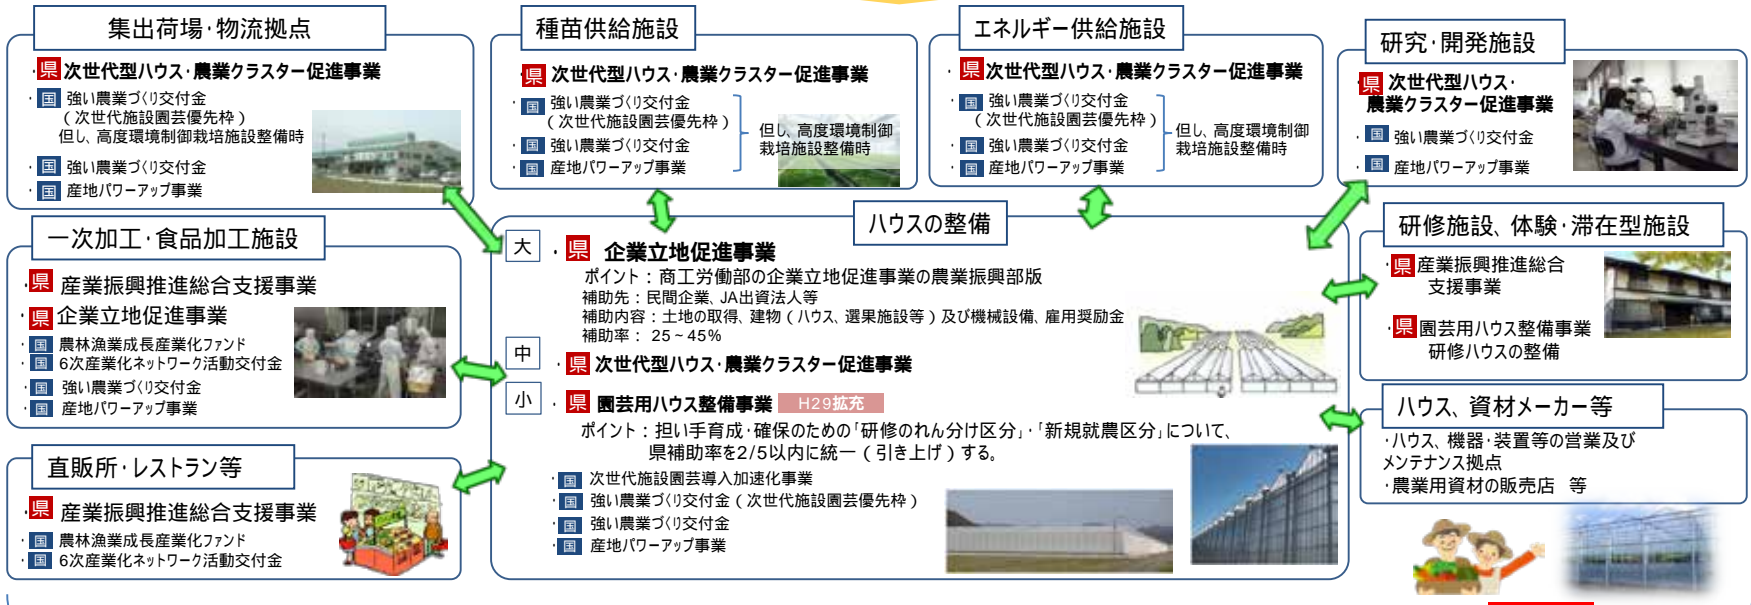 集出荷場・物流拠点
・県 次世代型ハウス・農業クラスター促進事業
・国 強い農業づくり交付金
（次世代施設園芸優先枠）
但し、高度環境制御栽培施設整備時
・国 強い農業づくり交付金
・国 産地パワーアップ事業
種苗供給施設
・県 次世代型ハウス・農業クラスター促進事業
・国 強い農業づくり交付金
（次世代施設園芸優先枠）
・国 強い農業づくり交付金
・国 産地パワーアップ事業
但し、高度環境制御
栽培施設整備時
エネルギー供給施設
・県 次世代型ハウス・農業クラスター促進事業
・国 強い農業づくり交付金
（次世代施設園芸優先枠）
・国 強い農業づくり交付金
・国 産地パワーアップ事業
但し、高度環境制御
栽培施設整備時
研究・開発施設
・県 次世代型ハウス・
農業クラスター促進事業
・国 強い農業づくり交付金
・国 産地パワーアップ事業
一次加工・食品加工施設
・県 産業振興推進総合支援事業
・県 企業立地促進事業
・国 農林漁業成長産業化ファンド
・国 6次産業化ネットワーク活動交付金
・国 強い農業づくり交付金
・国 産地パワーアップ事業
直販所・レストラン等
・県 産業振興推進総合支援事業
・国 農林漁業成長産業化ファンド
・国 6次産業化ネットワーク活動交付金
ハウスの整備
大 ・県 企業立地促進事業
ポイント：商工労働部の企業立地促進事業の農業振興部版
補助先：民間企業、JA出資法人等
補助内容：土地の取得、建物（ハウス、選果施設等）及び機械設備、雇用奨励金
補助率： 25～45％
中 ・県 次世代型ハウス・農業クラスター促進事業
小 ・県 園芸用ハウス整備事業 H29拡充
ポイント：担い手育成・確保のための「研修のれん分け区分」・「新規就農区分」について、
県補助率を2/5以内に統一（引き上げ）する。
・国 次世代施設園芸導入加速化事業
・国 強い農業づくり交付金（次世代施設園芸優先枠）
・国 強い農業づくり交付金
・国 産地パワーアップ事業
研修施設、体験・滞在型施設
・県 産業振興推進総合
支援事業
・県 園芸用ハウス整備事業
研修ハウスの整備
ハウス、資材メーカー等
・ハウス、機器・装置等の営業及び
メンテナンス拠点
・農業用資材の販売店 等